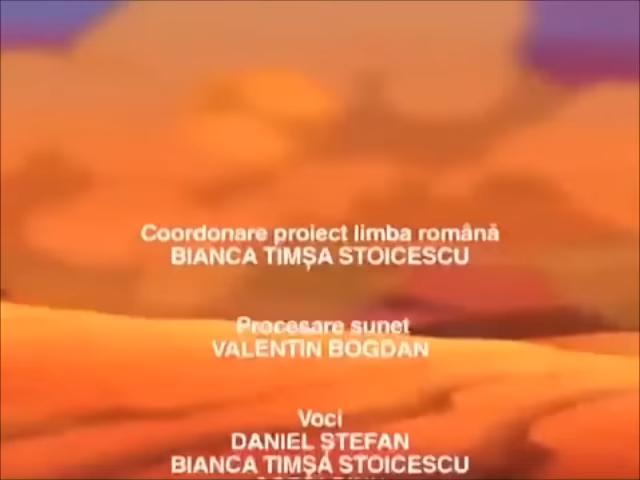 Coordonare proiect limba română
BIANCA TIMȘA STOICESCU
Procesare sunet
VALENTIN BOGDAN
Voci
DANIEL ȘTEFAN
BIANCA TIMȘA STOICESCU